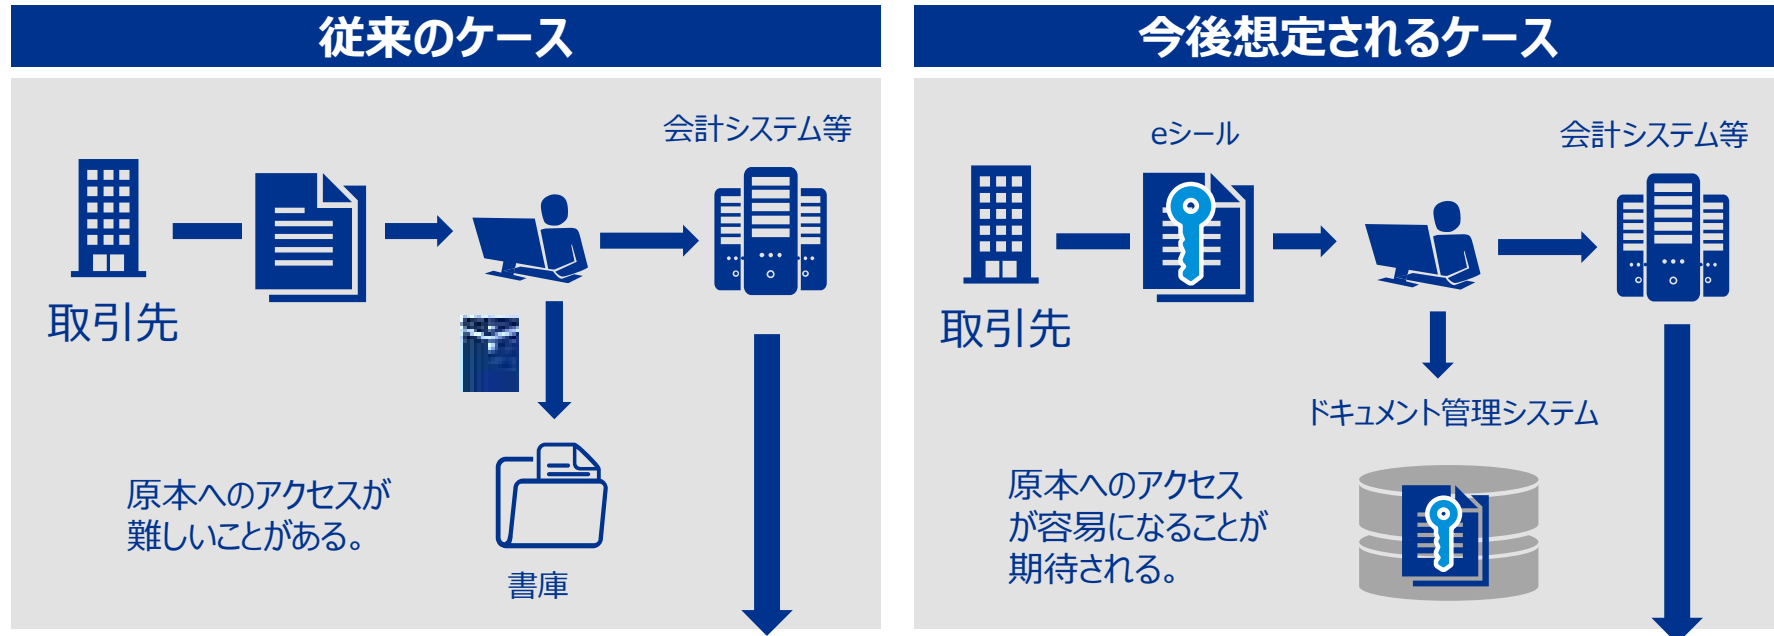 従来のケース
会計システム等
取引先
原本へのアクセスが
難しいことがある。
書庫
今後想定されるケース
eシール
会計システム等
取引先
ドキュメント管理システム
原本へのアクセス
が容易になることが
期待される。